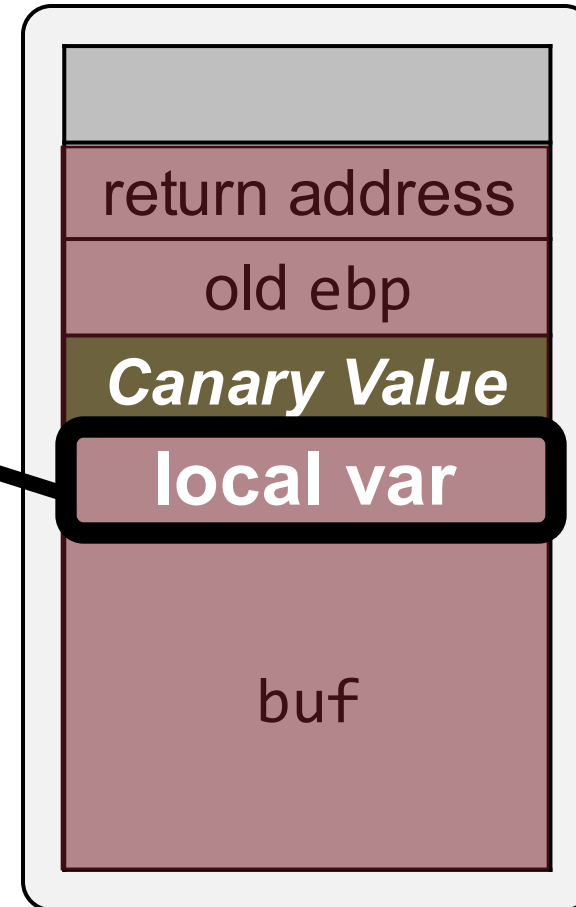 return address
old ebp
Canary Value
local var
buf